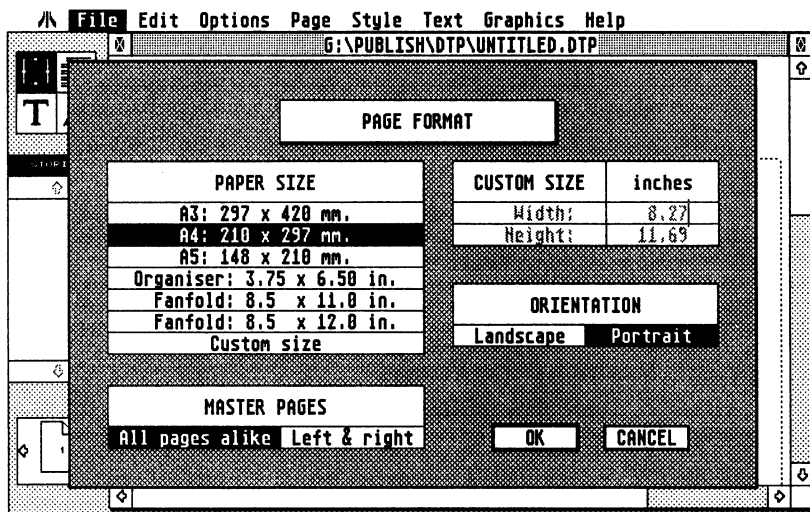 File Edit Options Page Style Text Graphics Help
G:\PUBLISH\DTP\UNTITLED.DTP
T
STORI
PAGE FORMAT
PAPER SIZE
A3: 297 x 420 mm.
A4: 210 x 297 mm.
A5: 148 x 210 mm.
Organiser: 3.75 x 6.50 in.
Fanfold: 8.5 x 11.0 in.
Fanfold: 8.5 x 12.0 in.
Custom size
CUSTOM SIZE inches
Width: 8.27
Height: 11.69
ORIENTATION
Landscape Portrait
MASTER PAGES
All pages alike Left & right
OK CANCEL
1